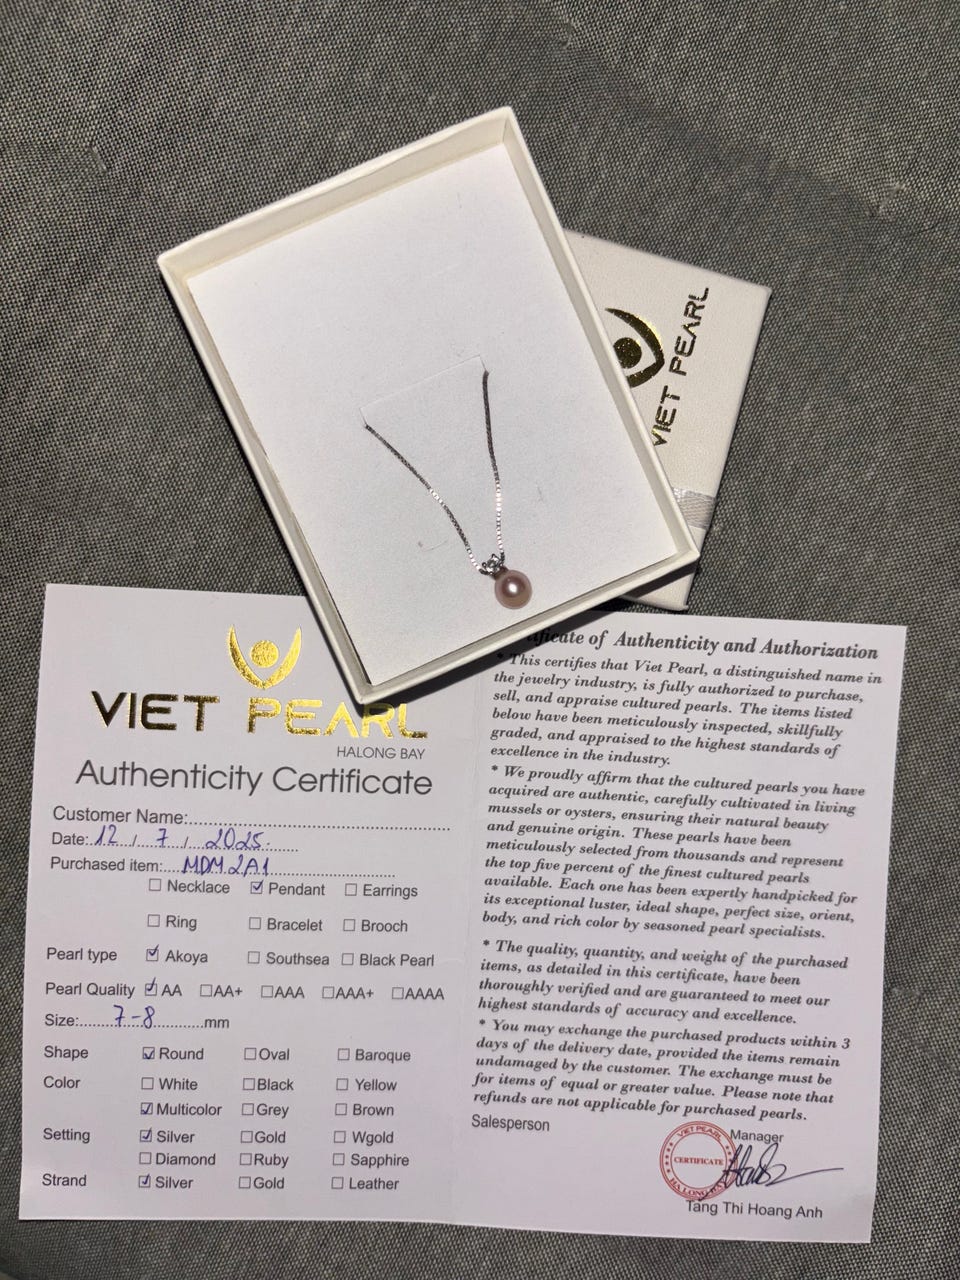 VIET PEARL
VIET PEARL
HALONG BAY
Authenticity Certificate
Customer Name:
Date: 12 / 7 / 2025
Purchased item: MDM2A1
☐ Necklace ☑ Pendant ☐ Earrings
☐ Ring ☐ Bracelet ☐ Brooch
Pearl type ☑ Akoya ☐ Southsea ☐ Black Pearl
Pearl Quality ☑ AA ☐ AA+ ☐ AAA ☐ AAA+ ☐ AAAA
Size: 7-8 mm
Shape ☑ Round ☐ Oval ☐ Baroque
Color ☐ White ☐ Black ☐ Yellow
☑ Multicolor ☐ Grey ☐ Brown
Setting ☑ Silver ☐ Gold ☐ Wgold
☐ Diamond ☐ Ruby ☐ Sapphire
Strand ☑ Silver ☐ Gold ☐ Leather
of Authenticity and Authorization
* This certifies that Viet Pearl, a distinguished name in
the jewelry industry, is fully authorized to purchase,
sell, and appraise cultured pearls. The items listed
below have been meticulously inspected, skillfully
graded, and appraised to the highest standards of
excellence in the industry.
* We proudly affirm that the cultured pearls you have
acquired are authentic, carefully cultivated in living
mussels or oysters, ensuring their natural beauty
and genuine origin. These pearls have been
meticulously selected from thousands and represent
the top five percent of the finest cultured pearls
available. Each one has been expertly handpicked for
its exceptional luster, ideal shape, perfect size, orient,
body, and rich color by seasoned pearl specialists.
* The quality, quantity, and weight of the purchased
items, as detailed in this certificate, have been
thoroughly verified and are guaranteed to meet our
highest standards of accuracy and excellence.
* You may exchange the purchased products within 3
days of the delivery date, provided the items remain
undamaged by the customer. The exchange must be
for items of equal or greater value. Please note that
refunds are not applicable for purchased pearls.
Salesperson
Manager
VIET PEARL
CERTIFICATE
HA LONG BAY
Tang Thi Hoang Anh